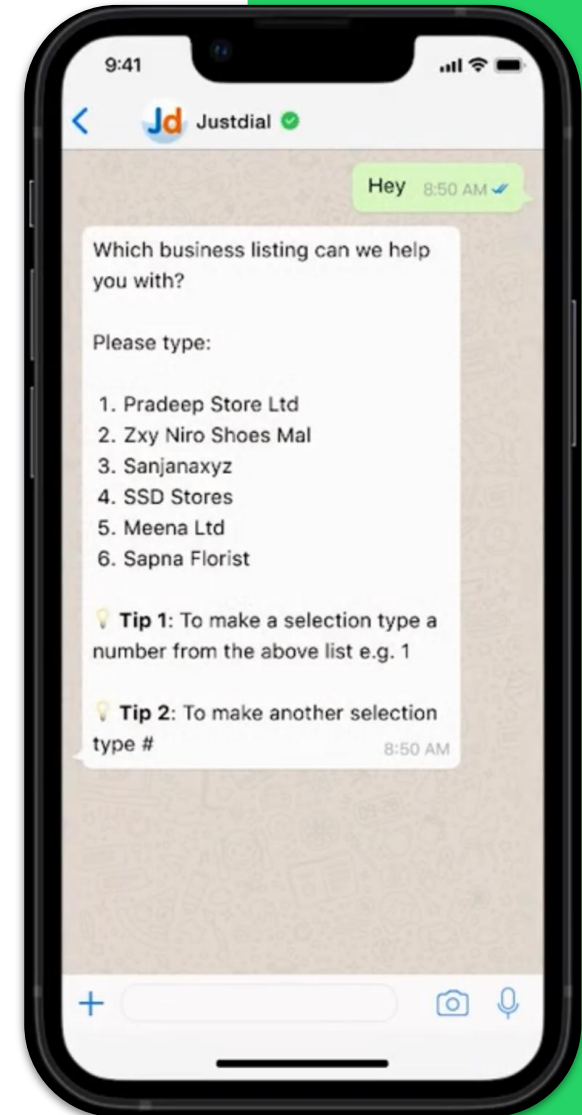 9:41
Jd Justdial
Hey 8:50 AM
Which business listing can we help
you with?
Please type:
1. Pradeep Store Ltd
2. Zxy Niro Shoes Mal
3. Sanjanaxyz
4. SSD Stores
5. Meena Ltd
6. Sapna Florist
💡 Tip 1: To make a selection type a
number from the above list e.g. 1
💡 Tip 2: To make another selection
type # 8:50 AM